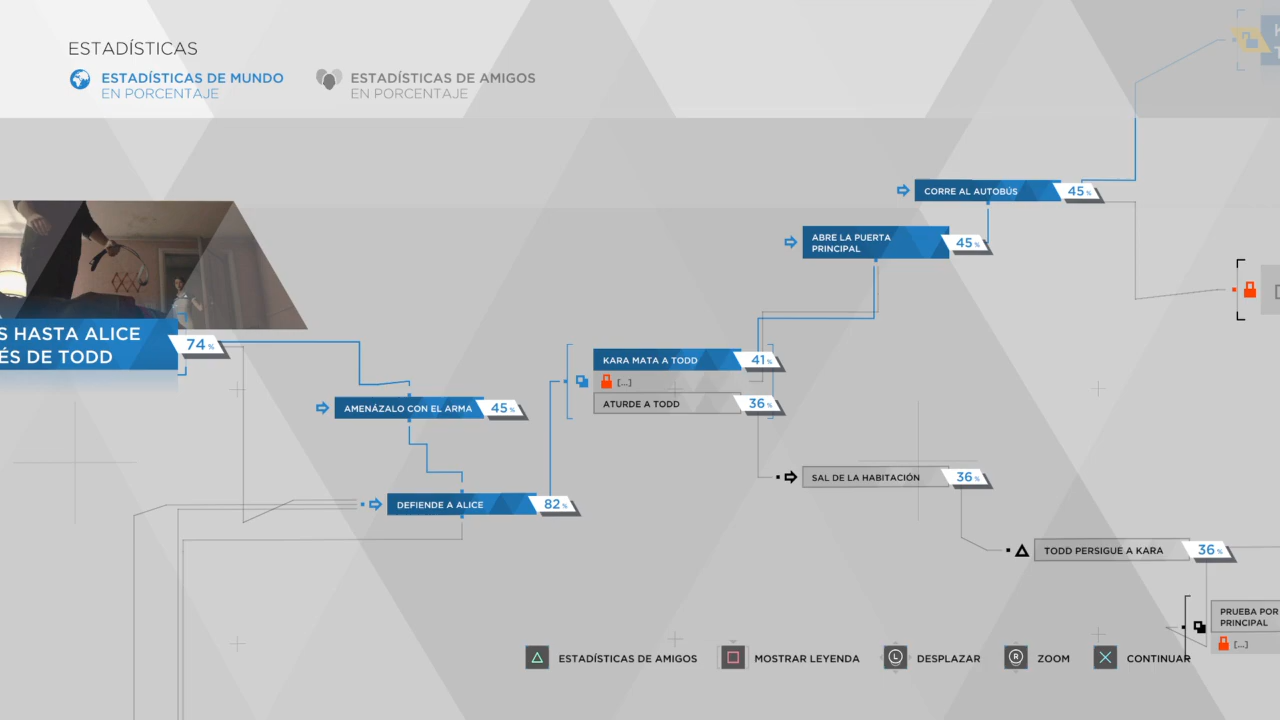 ESTADÍSTICAS
ESTADÍSTICAS DE MUNDO
EN PORCENTAJE
ESTADÍSTICAS DE AMIGOS
EN PORCENTAJE
CORRE AL AUTOBÚS 45%
ABRE LA PUERTA
PRINCIPAL 45%
S HASTA ALICE
ÉS DE TODD 74%
KARA MATA A TODD 41%
[...]
ATURDE A TODD 36%
AMENÁZALO CON EL ARMA 45%
SAL DE LA HABITACIÓN 36%
DEFIENDE A ALICE 82%
TODD PERSIGUE A KARA 36%
PRUEBA POR
PRINCIPAL
[...]
ESTADÍSTICAS DE AMIGOS
MOSTRAR LEYENDA
L DESPLAZAR
R ZOOM
CONTINUAR